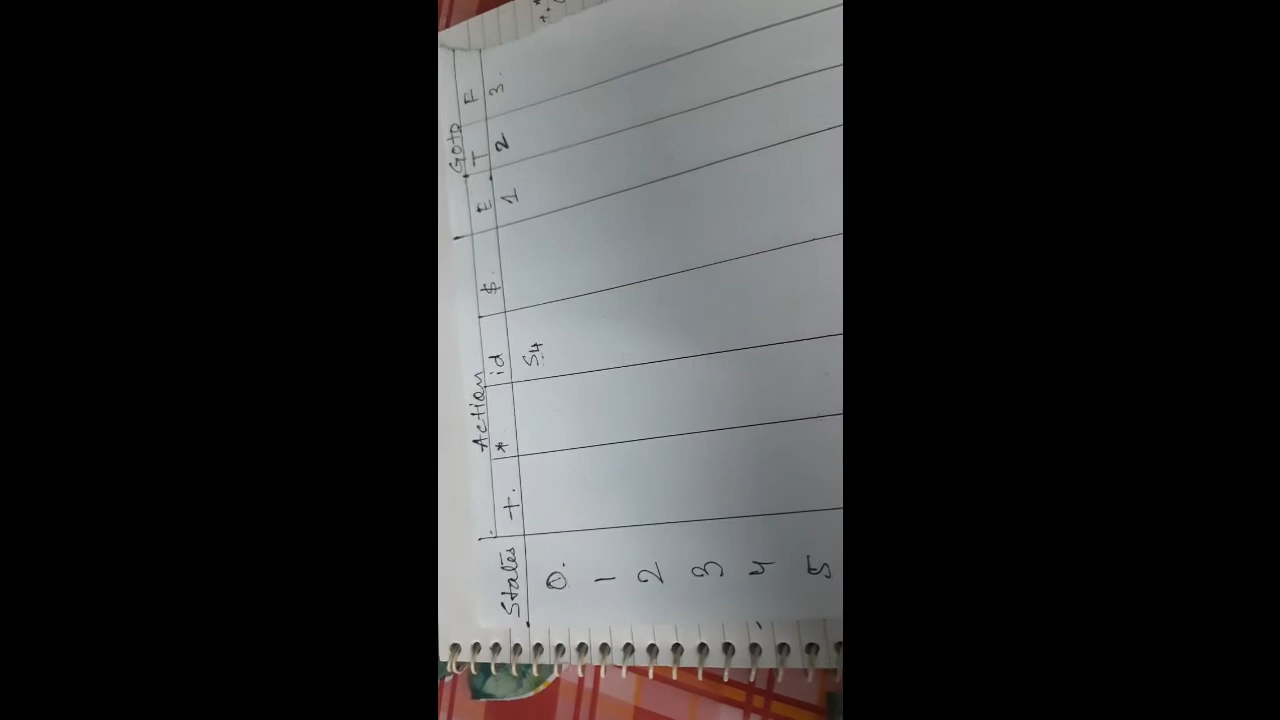 Action Goto
States + . * id $ . E T F
0 . S4 1 2 3 .
1
2
3
4
5